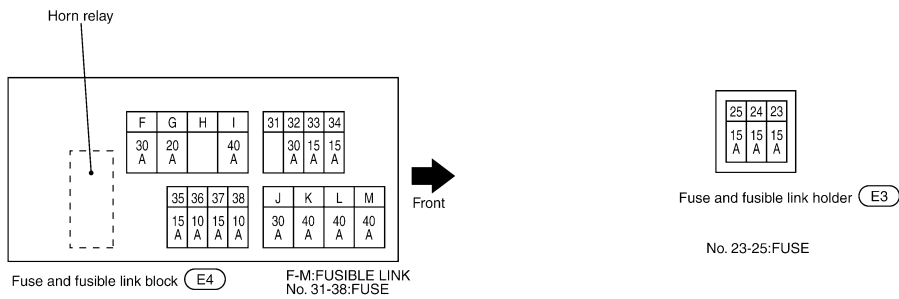 Horn relay
F G H I
30 A 20 A 40 A
31 32 33 34
30 A 15 A 15 A
35 36 37 38
15 A 10 A 15 A 10 A
J K L M
30 A 40 A 40 A 40 A
Front
Fuse and fusible link block E4
F-M:FUSIBLE LINK
No. 31-38:FUSE
25 24 23
15 A 15 A 15 A
Fuse and fusible link holder E3
No. 23-25:FUSE